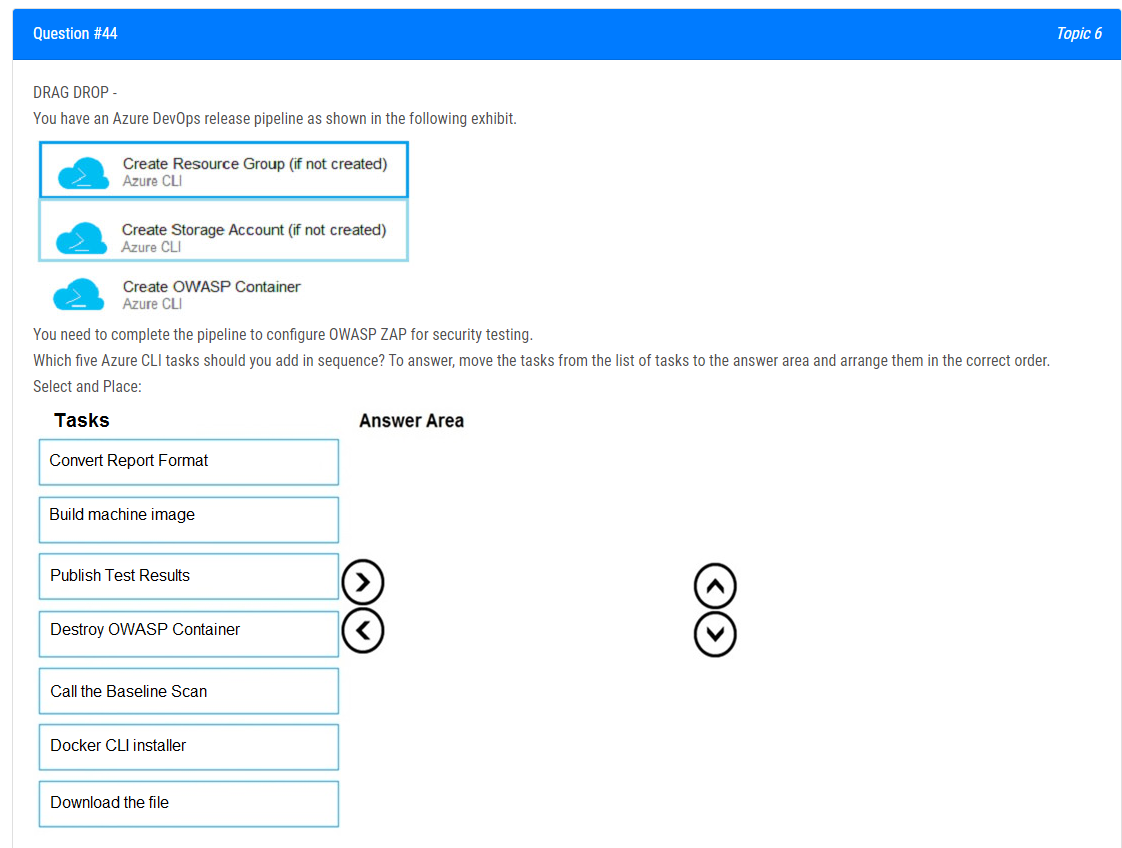 Question #44
Topic 6
DRAG DROP -
You have an Azure DevOps release pipeline as shown in the following exhibit.
Create Resource Group (if not created)
Azure CLI
Create Storage Account (if not created)
Azure CLI
Create OWASP Container
Azure CLI
You need to complete the pipeline to configure OWASP ZAP for security testing.
Which five Azure CLI tasks should you add in sequence? To answer, move the tasks from the list of tasks to the answer area and arrange them in the correct order.
Select and Place:
Tasks
Answer Area
Convert Report Format
Build machine image
Publish Test Results
Destroy OWASP Container
Call the Baseline Scan
Docker CLI installer
Download the file